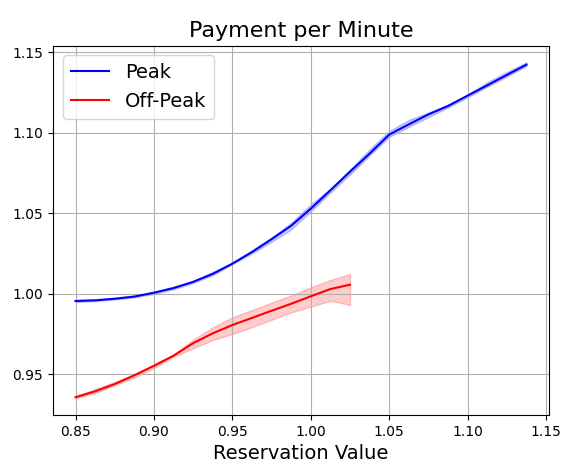 Payment per Minute
Peak
Off-Peak
1.15
1.10
1.05
1.00
0.95
0.85 0.90 0.95 1.00 1.05 1.10 1.15
Reservation Value